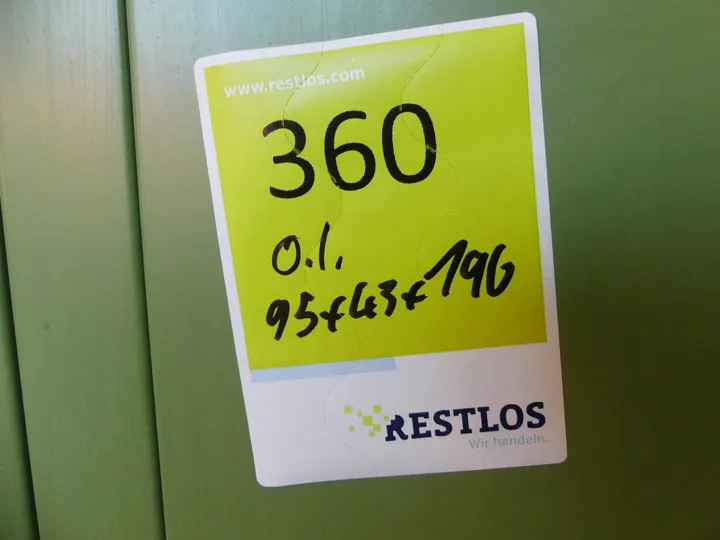 www.restlos.com
360
o.l.
95x43x196
RESTLOS
Wir handeln.